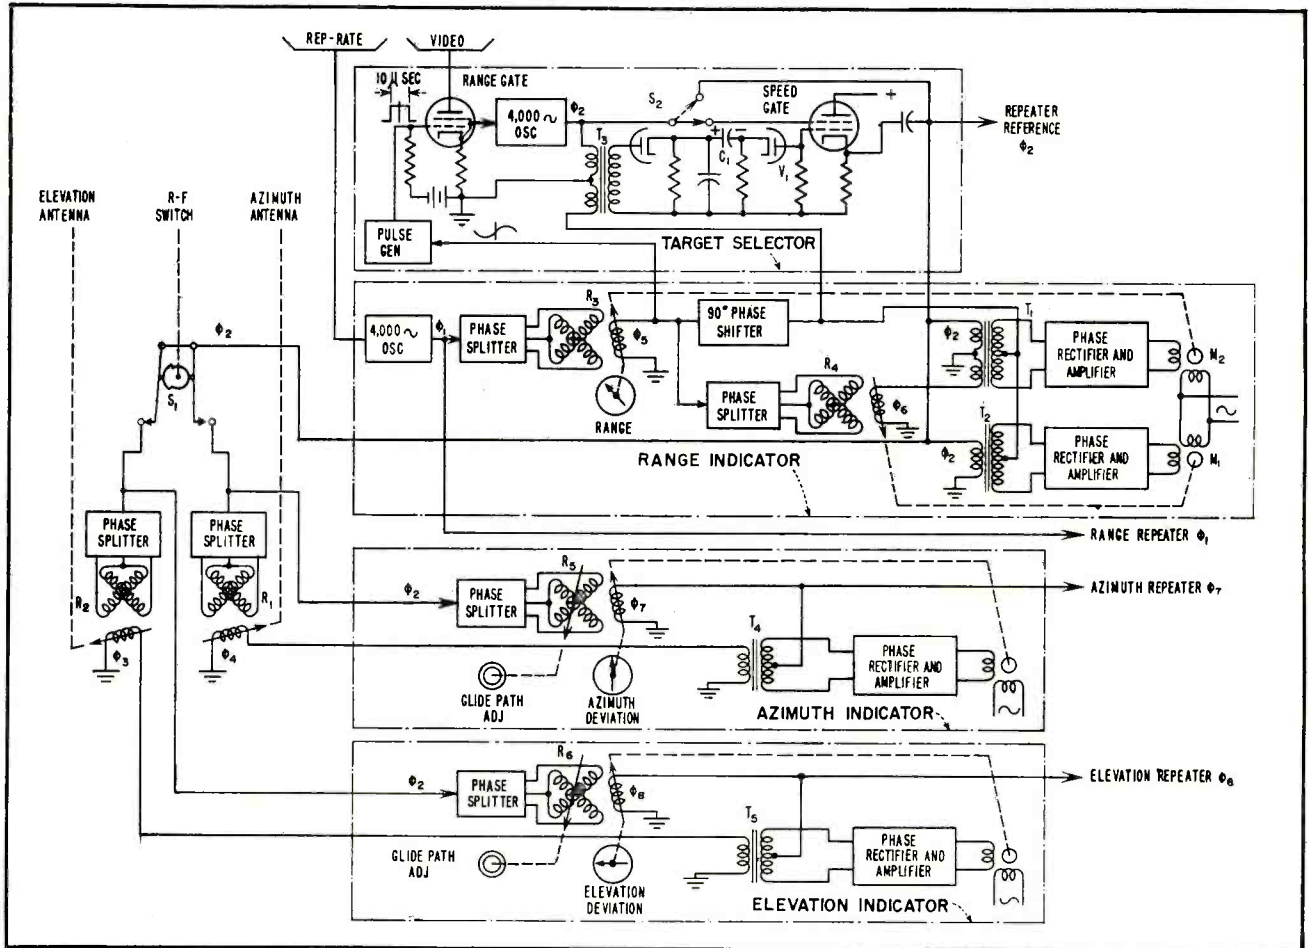 REP-RATE
VIDEO
10 μ SEC
RANGE GATE
4,000 ~
OSC
ϕ2
S2
SPEED
GATE
+
REPEATER
REFERENCE
ϕ2
T3
+
–
C1
V1
ELEVATION
ANTENNA
R-F
SWITCH
AZIMUTH
ANTENNA
PULSE
GEN
TARGET SELECTOR
ϕ2
S1
4,000 ~
OSC
ϕ1
PHASE
SPLITTER
R3
ϕ5
RANGE
90° PHASE
SHIFTER
PHASE
SPLITTER
R4
ϕ6
ϕ2
T1
PHASE
RECTIFIER AND
AMPLIFIER
M2
ϕ2
T2
PHASE
RECTIFIER AND
AMPLIFIER
M1
RANGE INDICATOR
RANGE REPEATER ϕ1
PHASE
SPLITTER
R2
ϕ3
PHASE
SPLITTER
R1
ϕ4
ϕ2
PHASE
SPLITTER
R5
ϕ7
AZIMUTH REPEATER ϕ7
T4
PHASE
RECTIFIER AND
AMPLIFIER
GLIDE PATH
ADJ
AZIMUTH
DEVIATION
AZIMUTH INDICATOR
ϕ2
PHASE
SPLITTER
R6
ϕ8
ELEVATION REPEATER ϕ8
T5
PHASE
RECTIFIER AND
AMPLIFIER
GLIDE PATH
ADJ
ELEVATION
DEVIATION
ELEVATION INDICATOR